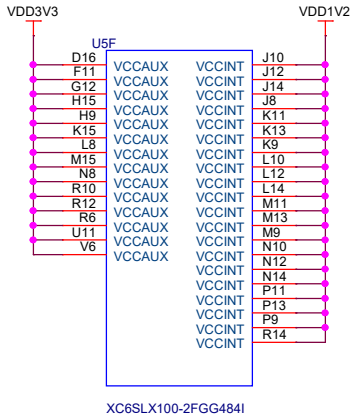 VDD3V3 VDD1V2
U5F
D16 VCCAUX VCCINT J10
F11 VCCAUX VCCINT J12
G12 VCCAUX VCCINT J14
H15 VCCAUX VCCINT J8
H9 VCCAUX VCCINT K11
K15 VCCAUX VCCINT K13
L8 VCCAUX VCCINT K9
M15 VCCAUX VCCINT L10
N8 VCCAUX VCCINT L12
R10 VCCAUX VCCINT L14
R12 VCCAUX VCCINT M11
R6 VCCAUX VCCINT M13
U11 VCCAUX VCCINT M9
V6 VCCAUX VCCINT N10
VCCINT N12
VCCINT N14
VCCINT P11
VCCINT P13
VCCINT P9
VCCINT R14
XC6SLX100-2FGG484I